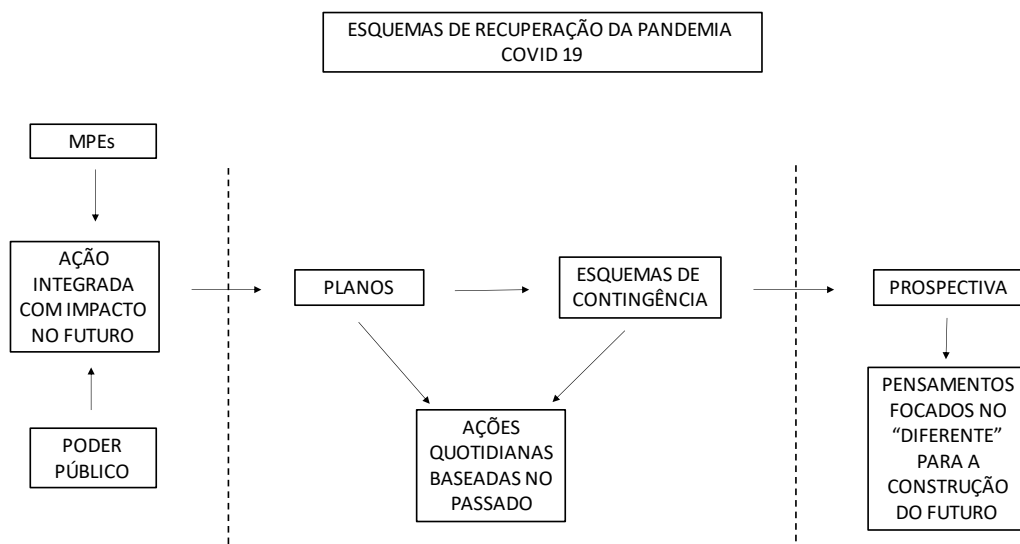 ESQUEMAS DE RECUPERAÇÃO DA PANDEMIA
COVID 19
MPEs
AÇÃO
INTEGRADA
COM IMPACTO
NO FUTURO
PODER
PÚBLICO
PLANOS
ESQUEMAS DE
CONTINGÊNCIA
AÇÕES
QUOTIDIANAS
BASEADAS NO
PASSADO
PROSPECTIVA
PENSAMENTOS
FOCADOS NO
“DIFERENTE”
PARA A
CONSTRUÇÃO
DO FUTURO